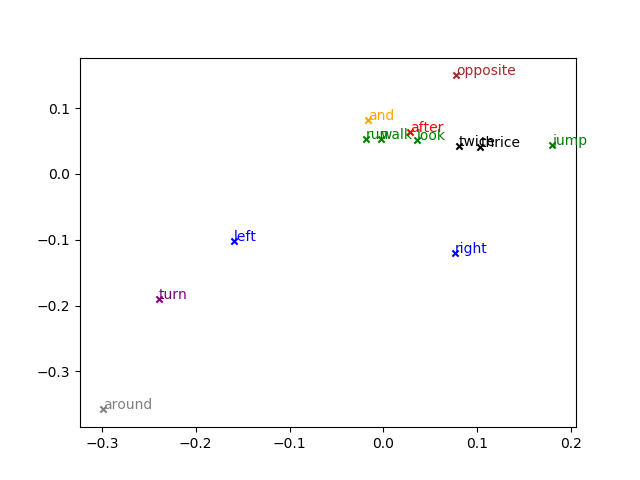 opposite
0.1
and
after
run
walk
look
twice
thrice
jump
0.0
−0.1
left
right
−0.2
turn
−0.3
around
−0.3
−0.2
−0.1
0.0
0.1
0.2